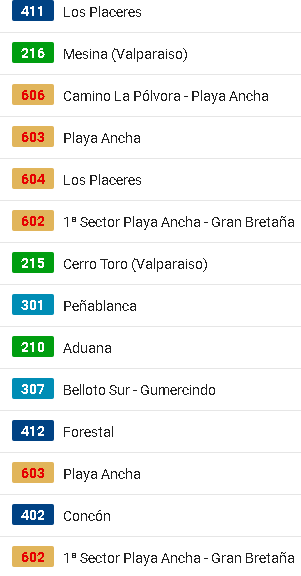 411 Los Placeres
216 Mesina (Valparaiso)
606 Camino La Pólvora - Playa Ancha
603 Playa Ancha
604 Los Placeres
602 1ª Sector Playa Ancha - Gran Bretaña
215 Cerro Toro (Valparaiso)
301 Peñablanca
210 Aduana
307 Belloto Sur - Gumercindo
412 Forestal
603 Playa Ancha
402 Concón
602 1ª Sector Playa Ancha - Gran Bretaña